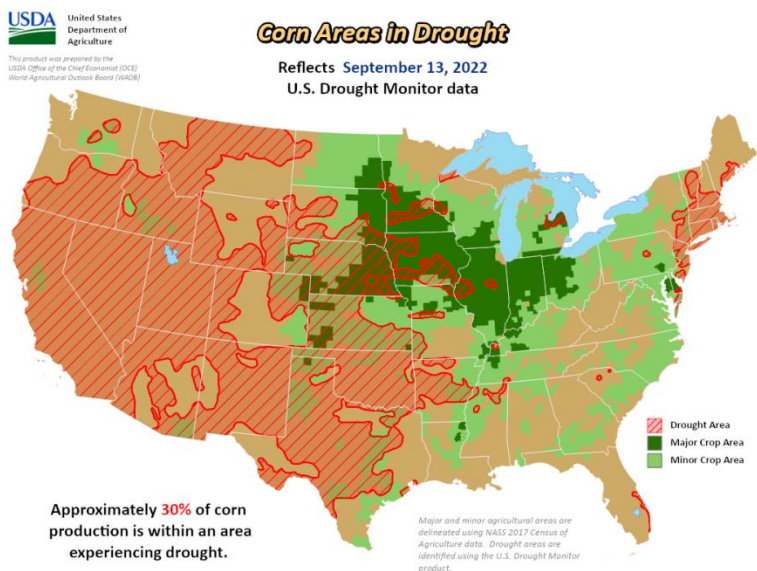 USDA
United States
Department of
Agriculture
This product was prepared by the
USDA Office of the Chief Economist (OCE)
World Agricultural Outlook Board (WAOB)
Corn Areas in Drought
Reflects September 13, 2022
U.S. Drought Monitor data
Drought Area
Major Crop Area
Minor Crop Area
Approximately 30% of corn
production is within an area
experiencing drought.
Major and minor agricultural areas are
delineated using NASS 2017 Census of
Agriculture data. Drought areas are
identified using the U.S. Drought Monitor
product.